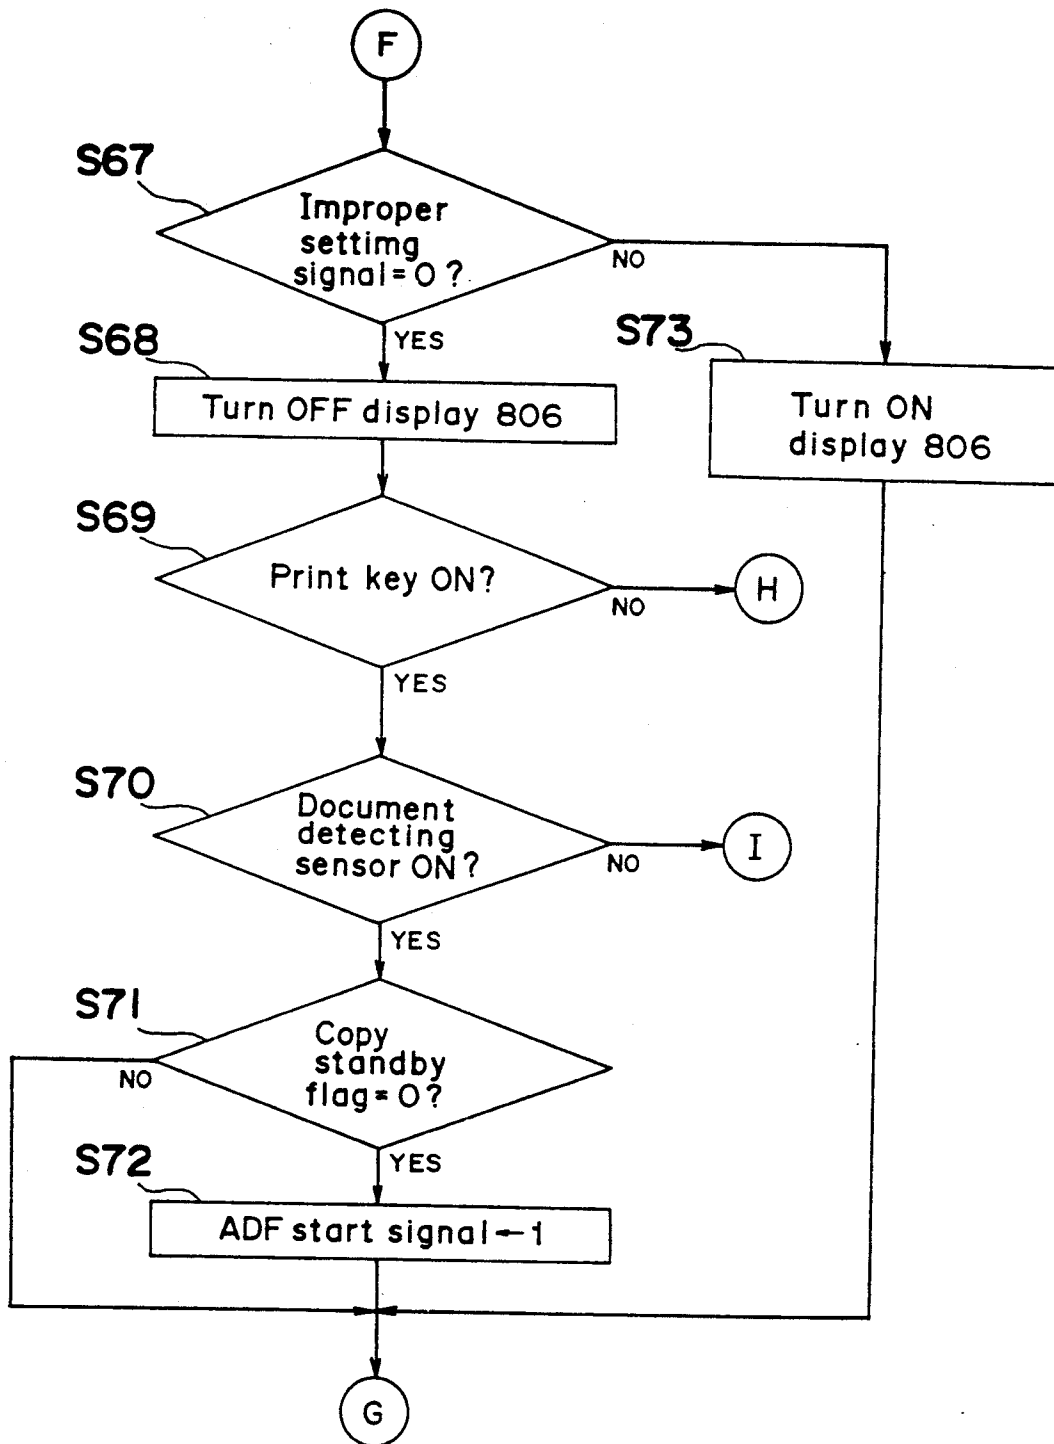 F
S67
Improper
settimg
signal=0?
NO
YES
S68
Turn OFF display 806
S73
Turn ON
display 806
S69
Print key ON?
NO
H
YES
S70
Document
detecting
sensor ON?
NO
I
YES
S71
Copy
standby
flag=0?
NO
YES
S72
ADF start signal←1
G